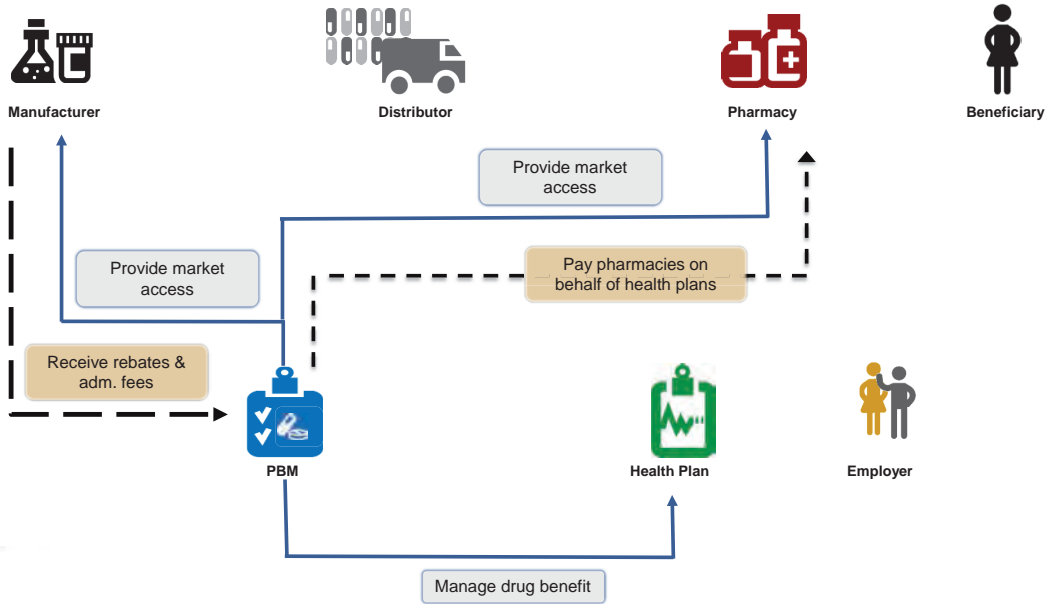 Manufacturer
Distributor
Pharmacy
Beneficiary
Provide market
access
Provide market
access
Pay pharmacies on
behalf of health plans
Receive rebates &
adm. fees
PBM
Health Plan
Employer
Manage drug benefit